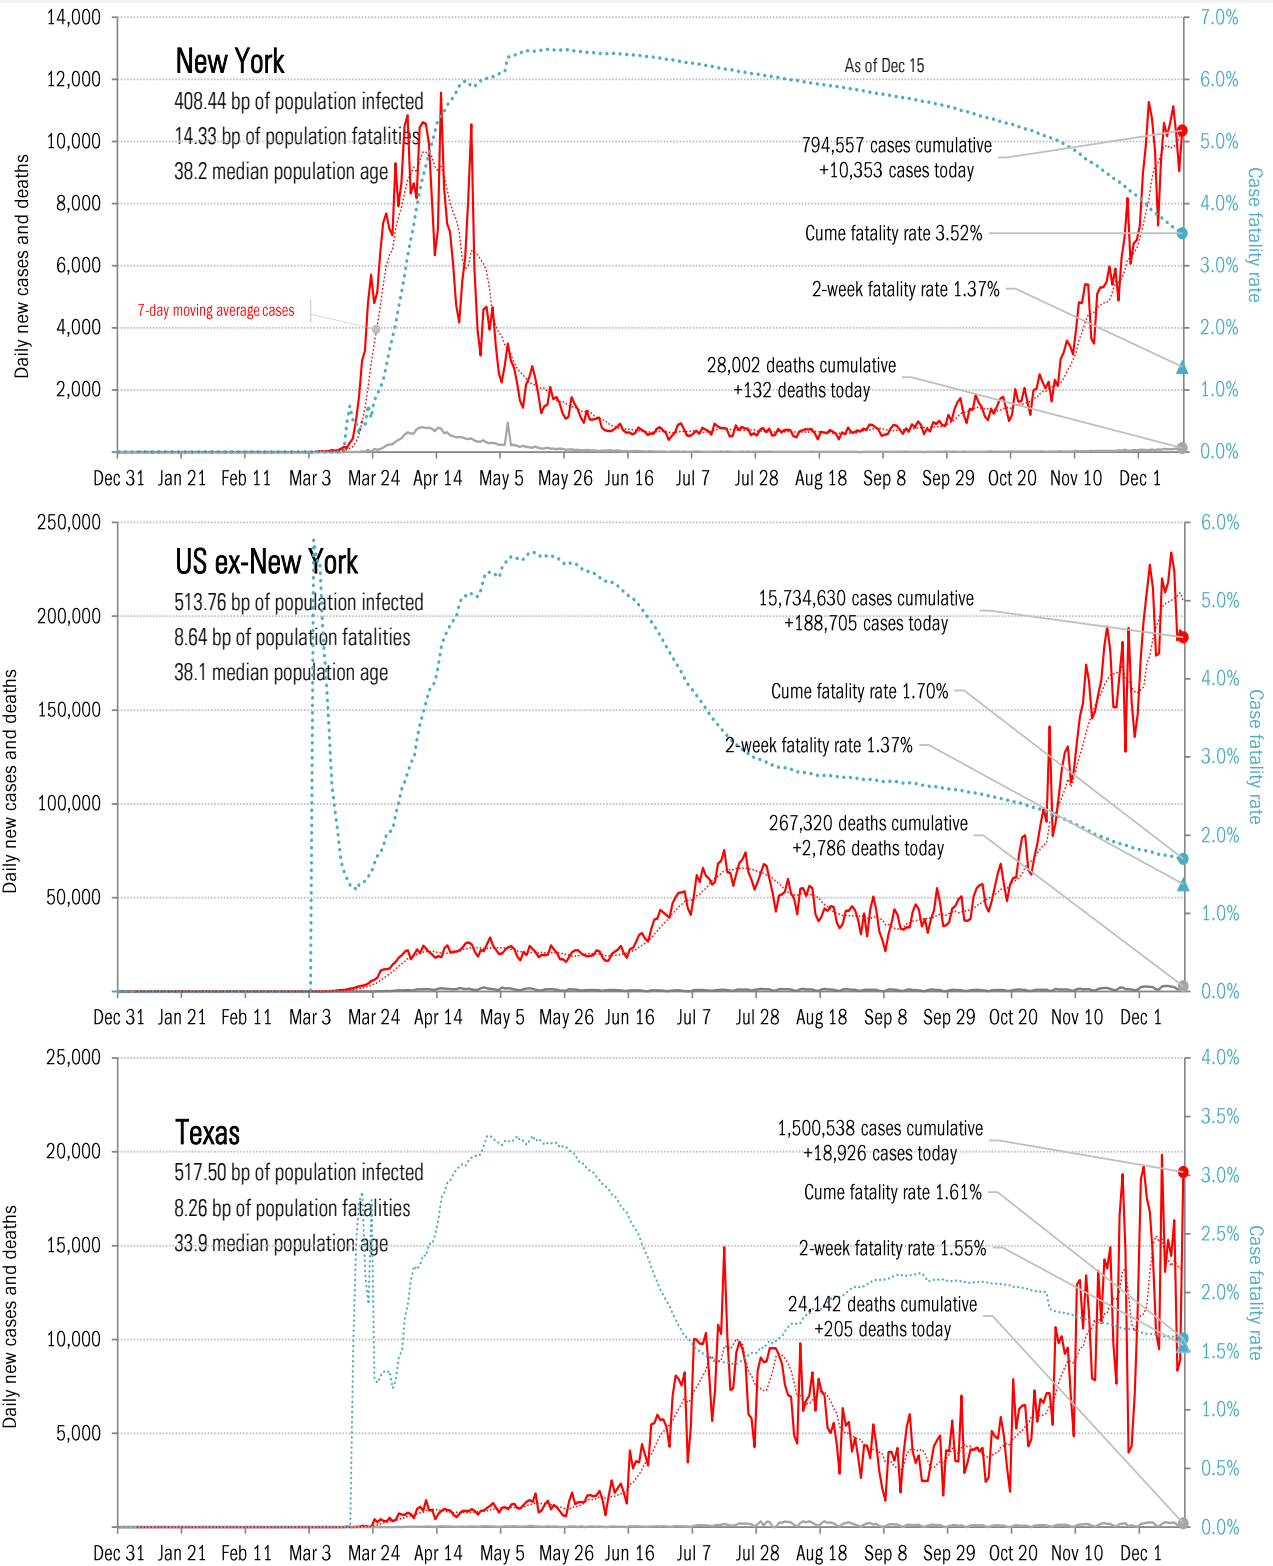 14,000
7.0%
New York
As of Dec 15
12,000
6.0%
408.44 bp of population infected
14.33 bp of population fatalities
10,000
794,557 cases cumulative
5.0%
38.2 median population age
+10,353 cases today
8,000
4.0%
Cume fatality rate 3.52%
6,000
3.0%
2-week fatality rate 1.37%
7-day moving average cases
4,000
2.0%
28,002 deaths cumulative
+132 deaths today
2,000
1.0%
0.0%
Daily new cases and deaths
Case fatality rate
Dec 31 Jan 21 Feb 11 Mar 3 Mar 24 Apr 14 May 5 May 26 Jun 16 Jul 7 Jul 28 Aug 18 Sep 8 Sep 29 Oct 20 Nov 10 Dec 1
250,000
6.0%
US ex-New York
513.76 bp of population infected
15,734,630 cases cumulative
5.0%
200,000
+188,705 cases today
8.64 bp of population fatalities
38.1 median population age
4.0%
Cume fatality rate 1.70%
150,000
2-week fatality rate 1.37%
3.0%
100,000
267,320 deaths cumulative
2.0%
+2,786 deaths today
50,000
1.0%
0.0%
Daily new cases and deaths
Case fatality rate
Dec 31 Jan 21 Feb 11 Mar 3 Mar 24 Apr 14 May 5 May 26 Jun 16 Jul 7 Jul 28 Aug 18 Sep 8 Sep 29 Oct 20 Nov 10 Dec 1
25,000
4.0%
3.5%
Texas
1,500,538 cases cumulative
20,000
+18,926 cases today
517.50 bp of population infected
3.0%
Cume fatality rate 1.61%
8.26 bp of population fatalities
2.5%
33.9 median population age
15,000
2-week fatality rate 1.55%
2.0%
24,142 deaths cumulative
+205 deaths today
10,000
1.5%
1.0%
5,000
0.5%
0.0%
Daily new cases and deaths
Case fatality rate
Dec 31 Jan 21 Feb 11 Mar 3 Mar 24 Apr 14 May 5 May 26 Jun 16 Jul 7 Jul 28 Aug 18 Sep 8 Sep 29 Oct 20 Nov 10 Dec 1